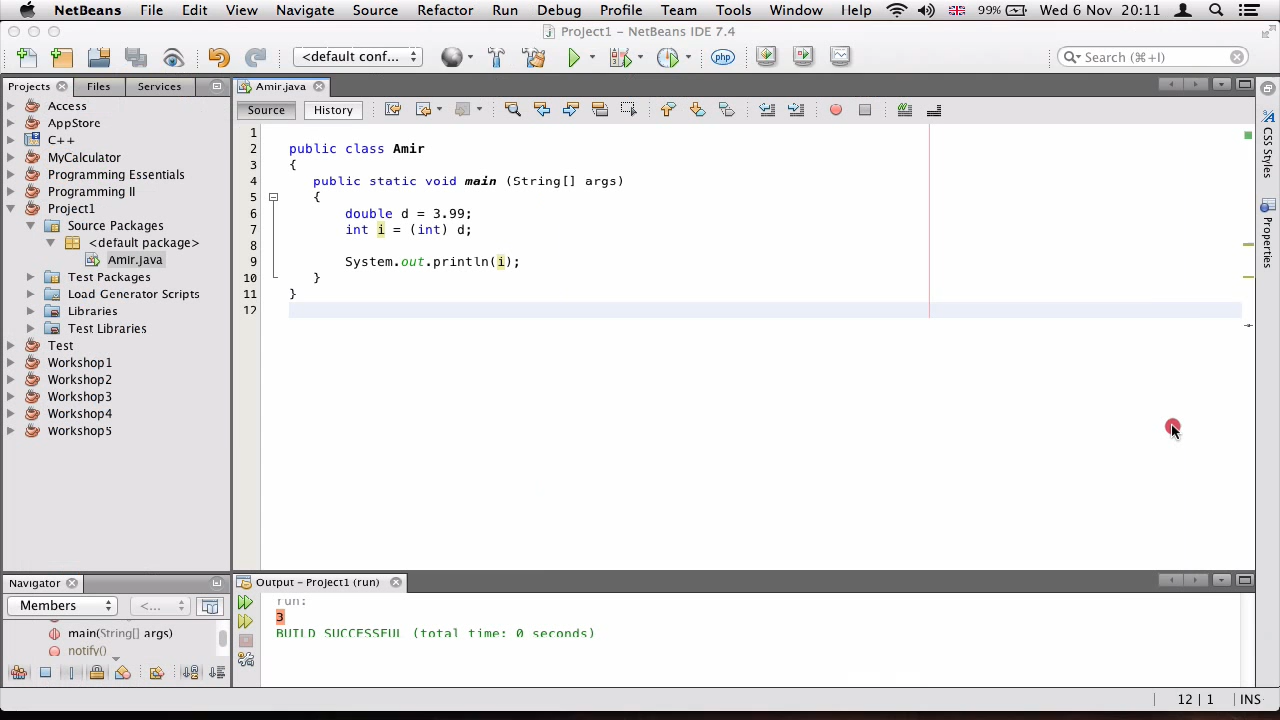 NetBeans File Edit View Navigate Source Refactor Run Debug Profile Team Tools Window Help 99% Wed 6 Nov 20:11
Project1 - NetBeans IDE 7.4
<default conf... php Search (⌘+I)
Projects Files Services
Amir.java
Source History
Access
AppStore
C++
MyCalculator
Programming Essentials
Programming II
Project1
Source Packages
<default package>
Amir.java
Test Packages
Load Generator Scripts
Libraries
Test Libraries
Test
Workshop1
Workshop2
Workshop3
Workshop4
Workshop5
1
2 public class Amir
3 {
4 public static void main (String[] args)
5 {
6 double d = 3.99;
7 int i = (int) d;
8
9 System.out.println(i);
10 }
11 }
12
CSS Styles
Properties
Navigator
Members <...
main(String[] args)
notify()
Output - Project1 (run)
run:
3
BUILD SUCCESSFUL (total time: 0 seconds)
12 | 1 INS